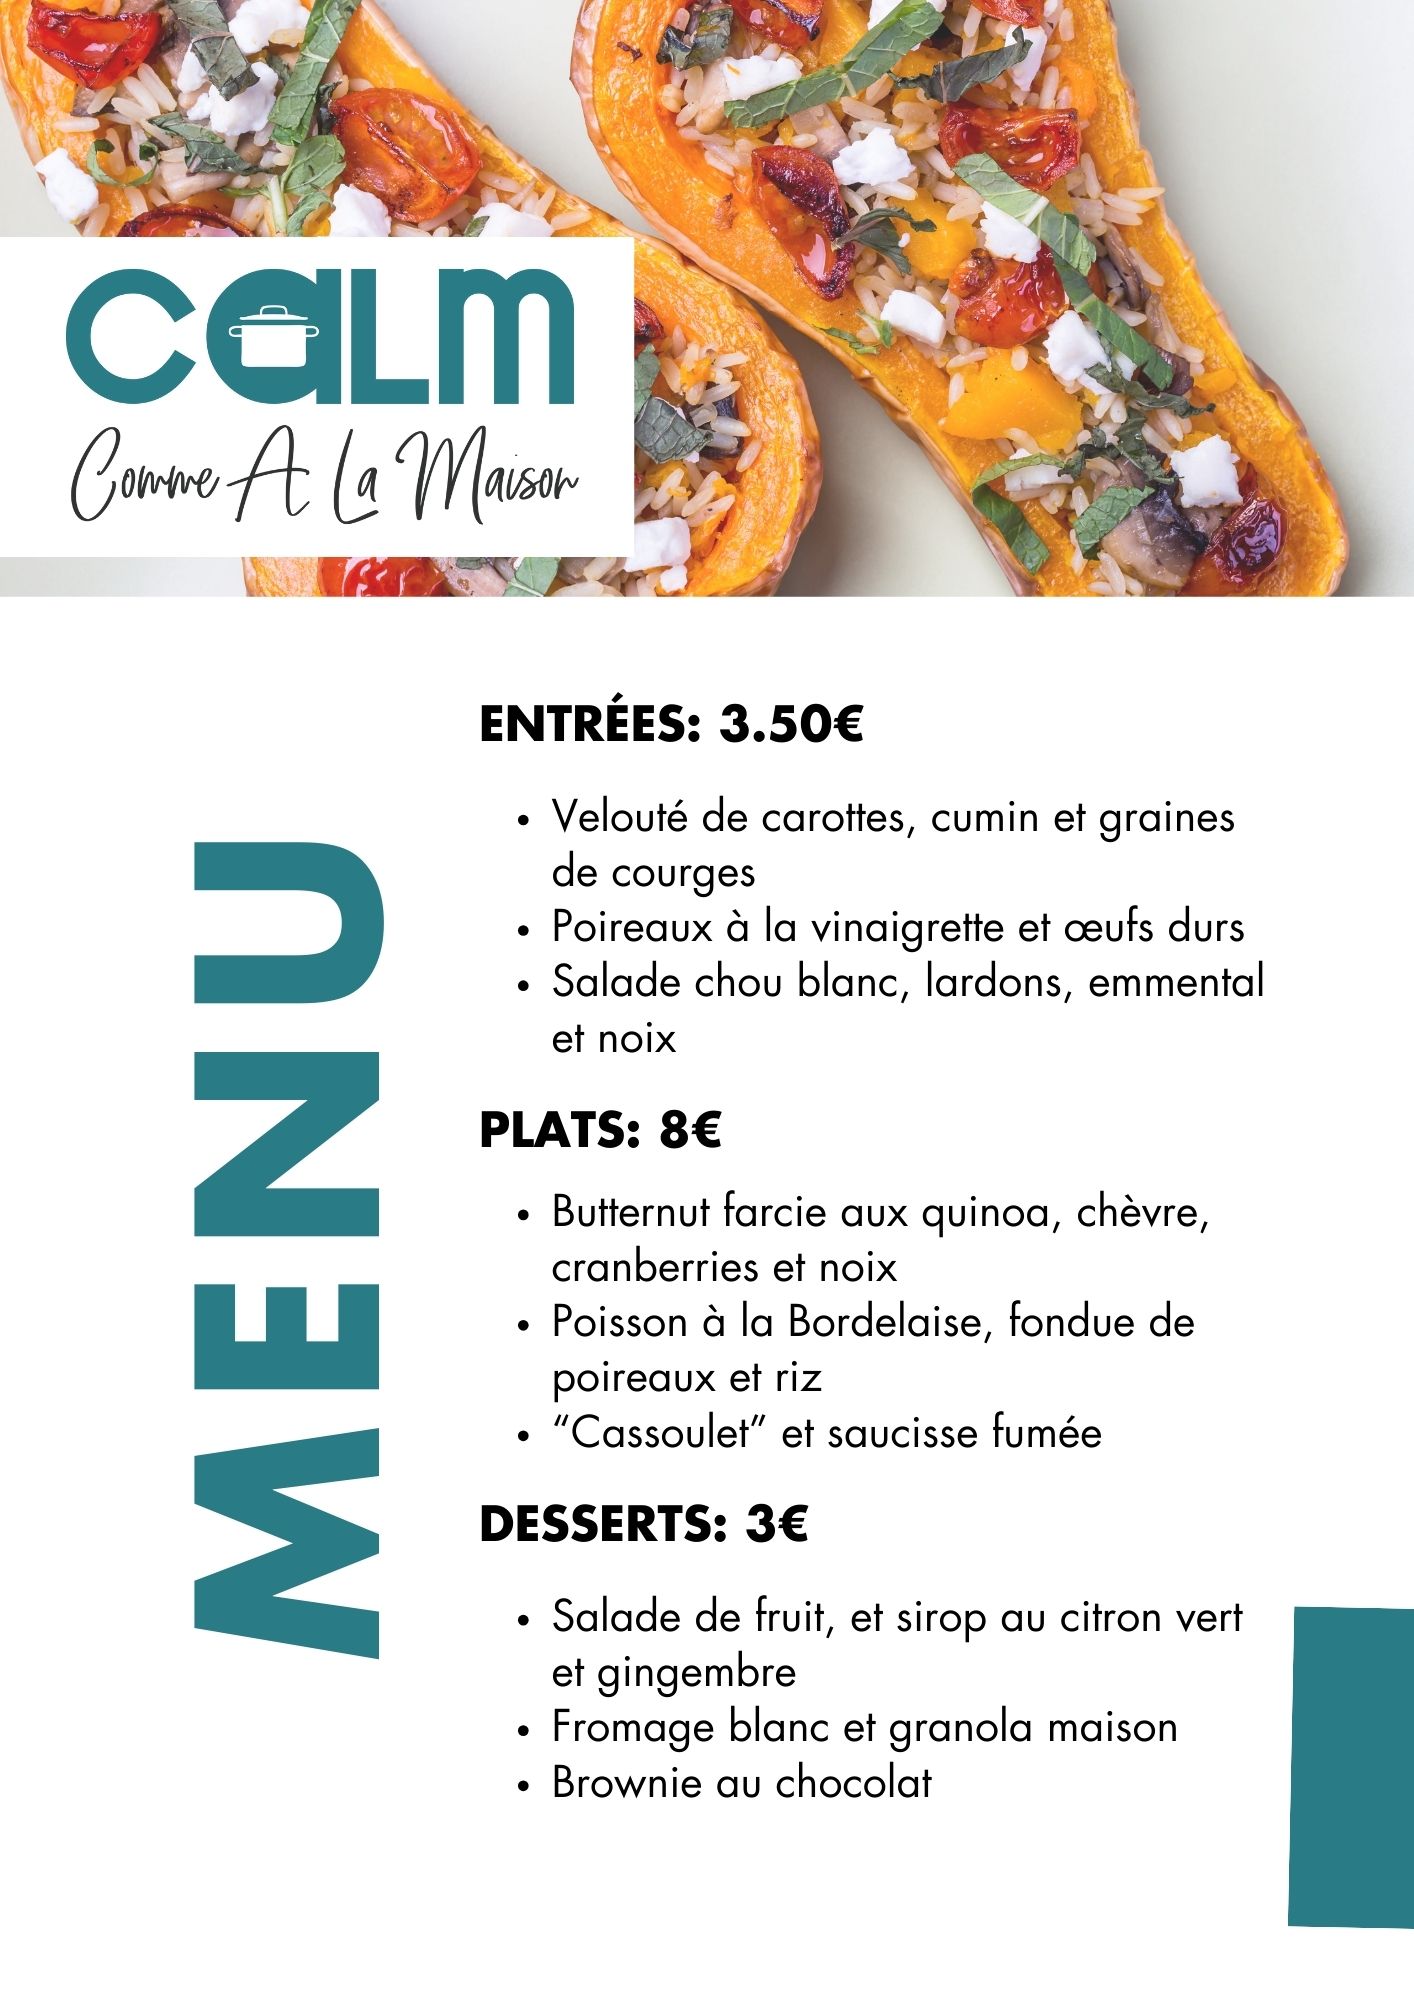 CaLm
Comme A La Maison
MENU
ENTRÉES: 3.50€
• Velouté de carottes, cumin et graines
de courges
• Poireaux à la vinaigrette et œufs durs
• Salade chou blanc, lardons, emmental
et noix
PLATS: 8€
• Butternut farcie aux quinoa, chèvre,
cranberries et noix
• Poisson à la Bordelaise, fondue de
poireaux et riz
• “Cassoulet” et saucisse fumée
DESSERTS: 3€
• Salade de fruit, et sirop au citron vert
et gingembre
• Fromage blanc et granola maison
• Brownie au chocolat